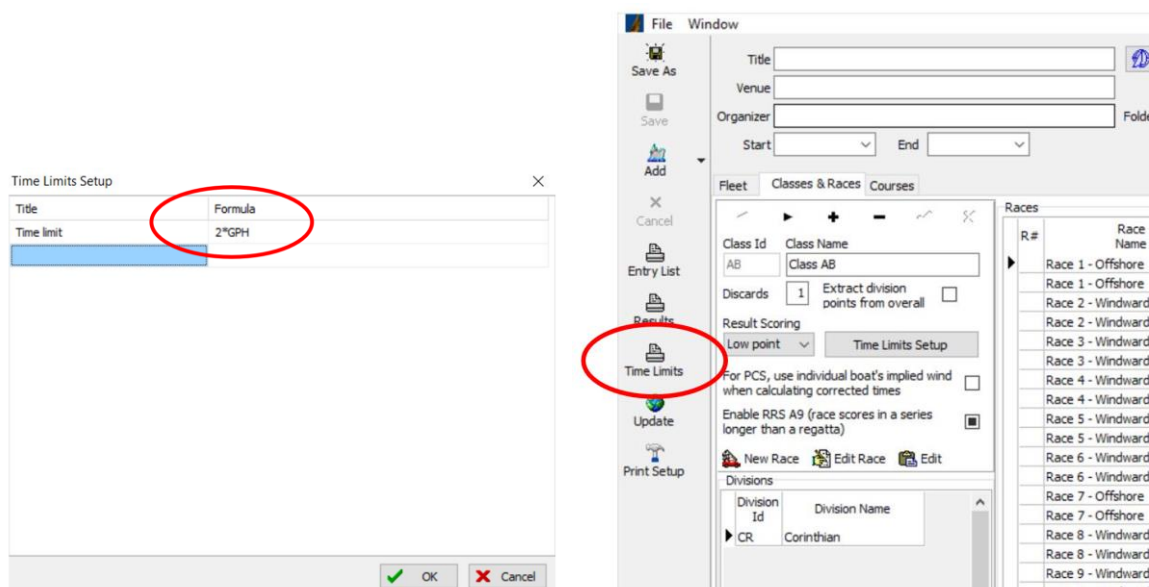 Time Limits Setup
Title Formula
Time limit 2*GPH
OK Cancel
File Window
Save As
Save
Add
Cancel
Entry List
Results
Time Limits
Update
Print Setup
Title
Venue
Organizer
Start End
Fleet Classes & Races Courses
Class Id Class Name
AB Class AB
Discards 1 Extract division
points from overall
Result Scoring
Low point Time Limits Setup
For PCS, use individual boat's implied wind
when calculating corrected times
Enable RRS A9 (race scores in a series
longer than a regatta)
New Race Edit Race Edit
Divisions
Division
Id Division Name
CR Corinthian
Races
R# Race
Name
Race 1 - Offshore
Race 1 - Offshore
Race 2 - Windward
Race 2 - Windward
Race 3 - Windward
Race 3 - Windward
Race 4 - Windward
Race 4 - Windward
Race 5 - Windward
Race 5 - Windward
Race 6 - Windward
Race 6 - Windward
Race 7 - Offshore
Race 7 - Offshore
Race 8 - Windward
Race 8 - Windward
Race 9 - Windward